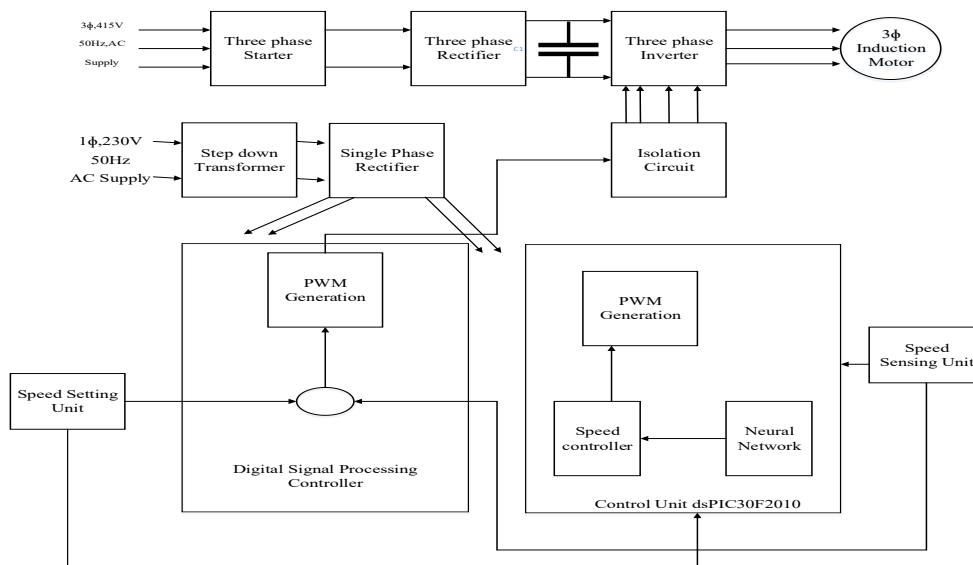 3ϕ,415V
50Hz,AC
Supply
Three phase
Starter
Three phase
Rectifier
C1
Three phase
Inverter
3ϕ
Induction
Motor
1ϕ,230V
50Hz
AC Supply
Step down
Transformer
Single Phase
Rectifier
Isolation
Circuit
PWM
Generation
PWM
Generation
Speed
Sensing Unit
Speed Setting
Unit
Speed
controller
Neural
Network
Digital Signal Processing
Controller
Control Unit dsPIC30F2010